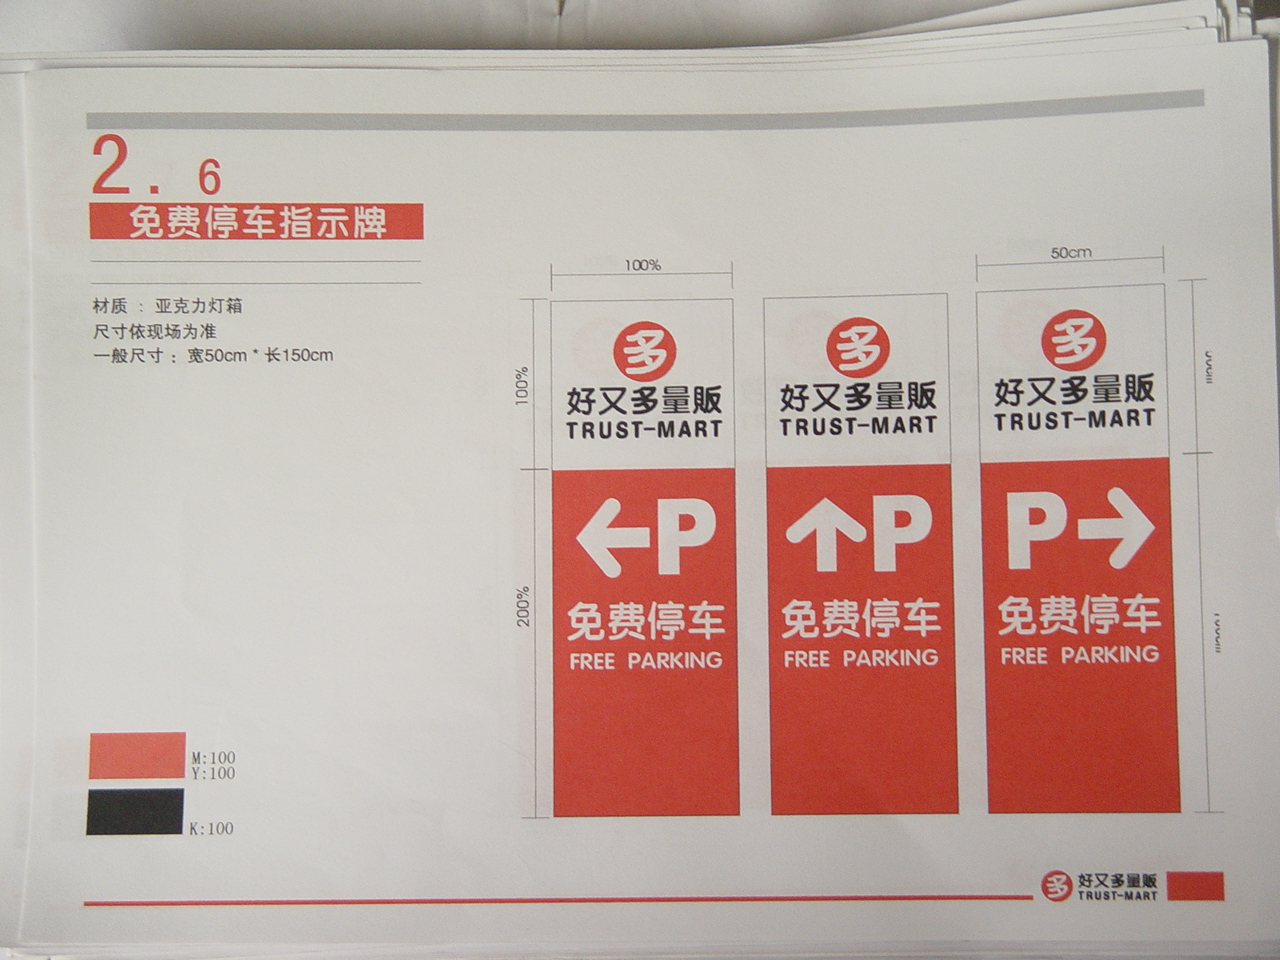 2.6
免费停车指示牌
材质 ：亚克力灯箱
尺寸依现场为准
一般尺寸：宽50cm * 长150cm
100%
50cm
100%
200%
多
好又多量販
TRUST-MART
P
免费停车
FREE PARKING
多
好又多量販
TRUST-MART
P
免费停车
FREE PARKING
多
好又多量販
TRUST-MART
P
免费停车
FREE PARKING
M:100
Y:100
K:100
多
好又多量販
TRUST-MART